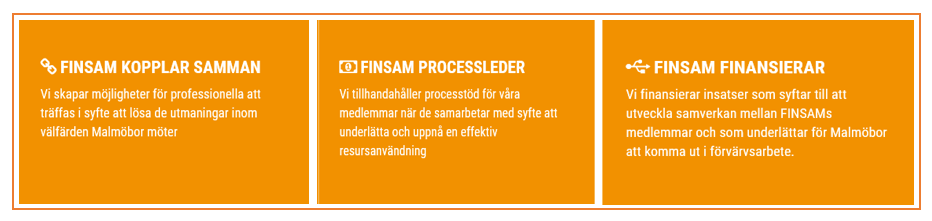 FINSAM KOPPLAR SAMMAN
Vi skapar möjligheter för professionella att
träffas i syfte att lösa de utmaningar inom
välfärden Malmöbor möter
FINSAM PROCESSLEDER
Vi tillhandahåller processtöd för våra
medlemmar när de samarbetar med syfte att
underlätta och uppnå en effektiv
resursanvändning
FINSAM FINANSIERAR
Vi finansierar insatser som syftar till att
utveckla samverkan mellan FINSAMs
medlemmar och som underlättar för Malmöbor
att komma ut i förvärvsarbete.